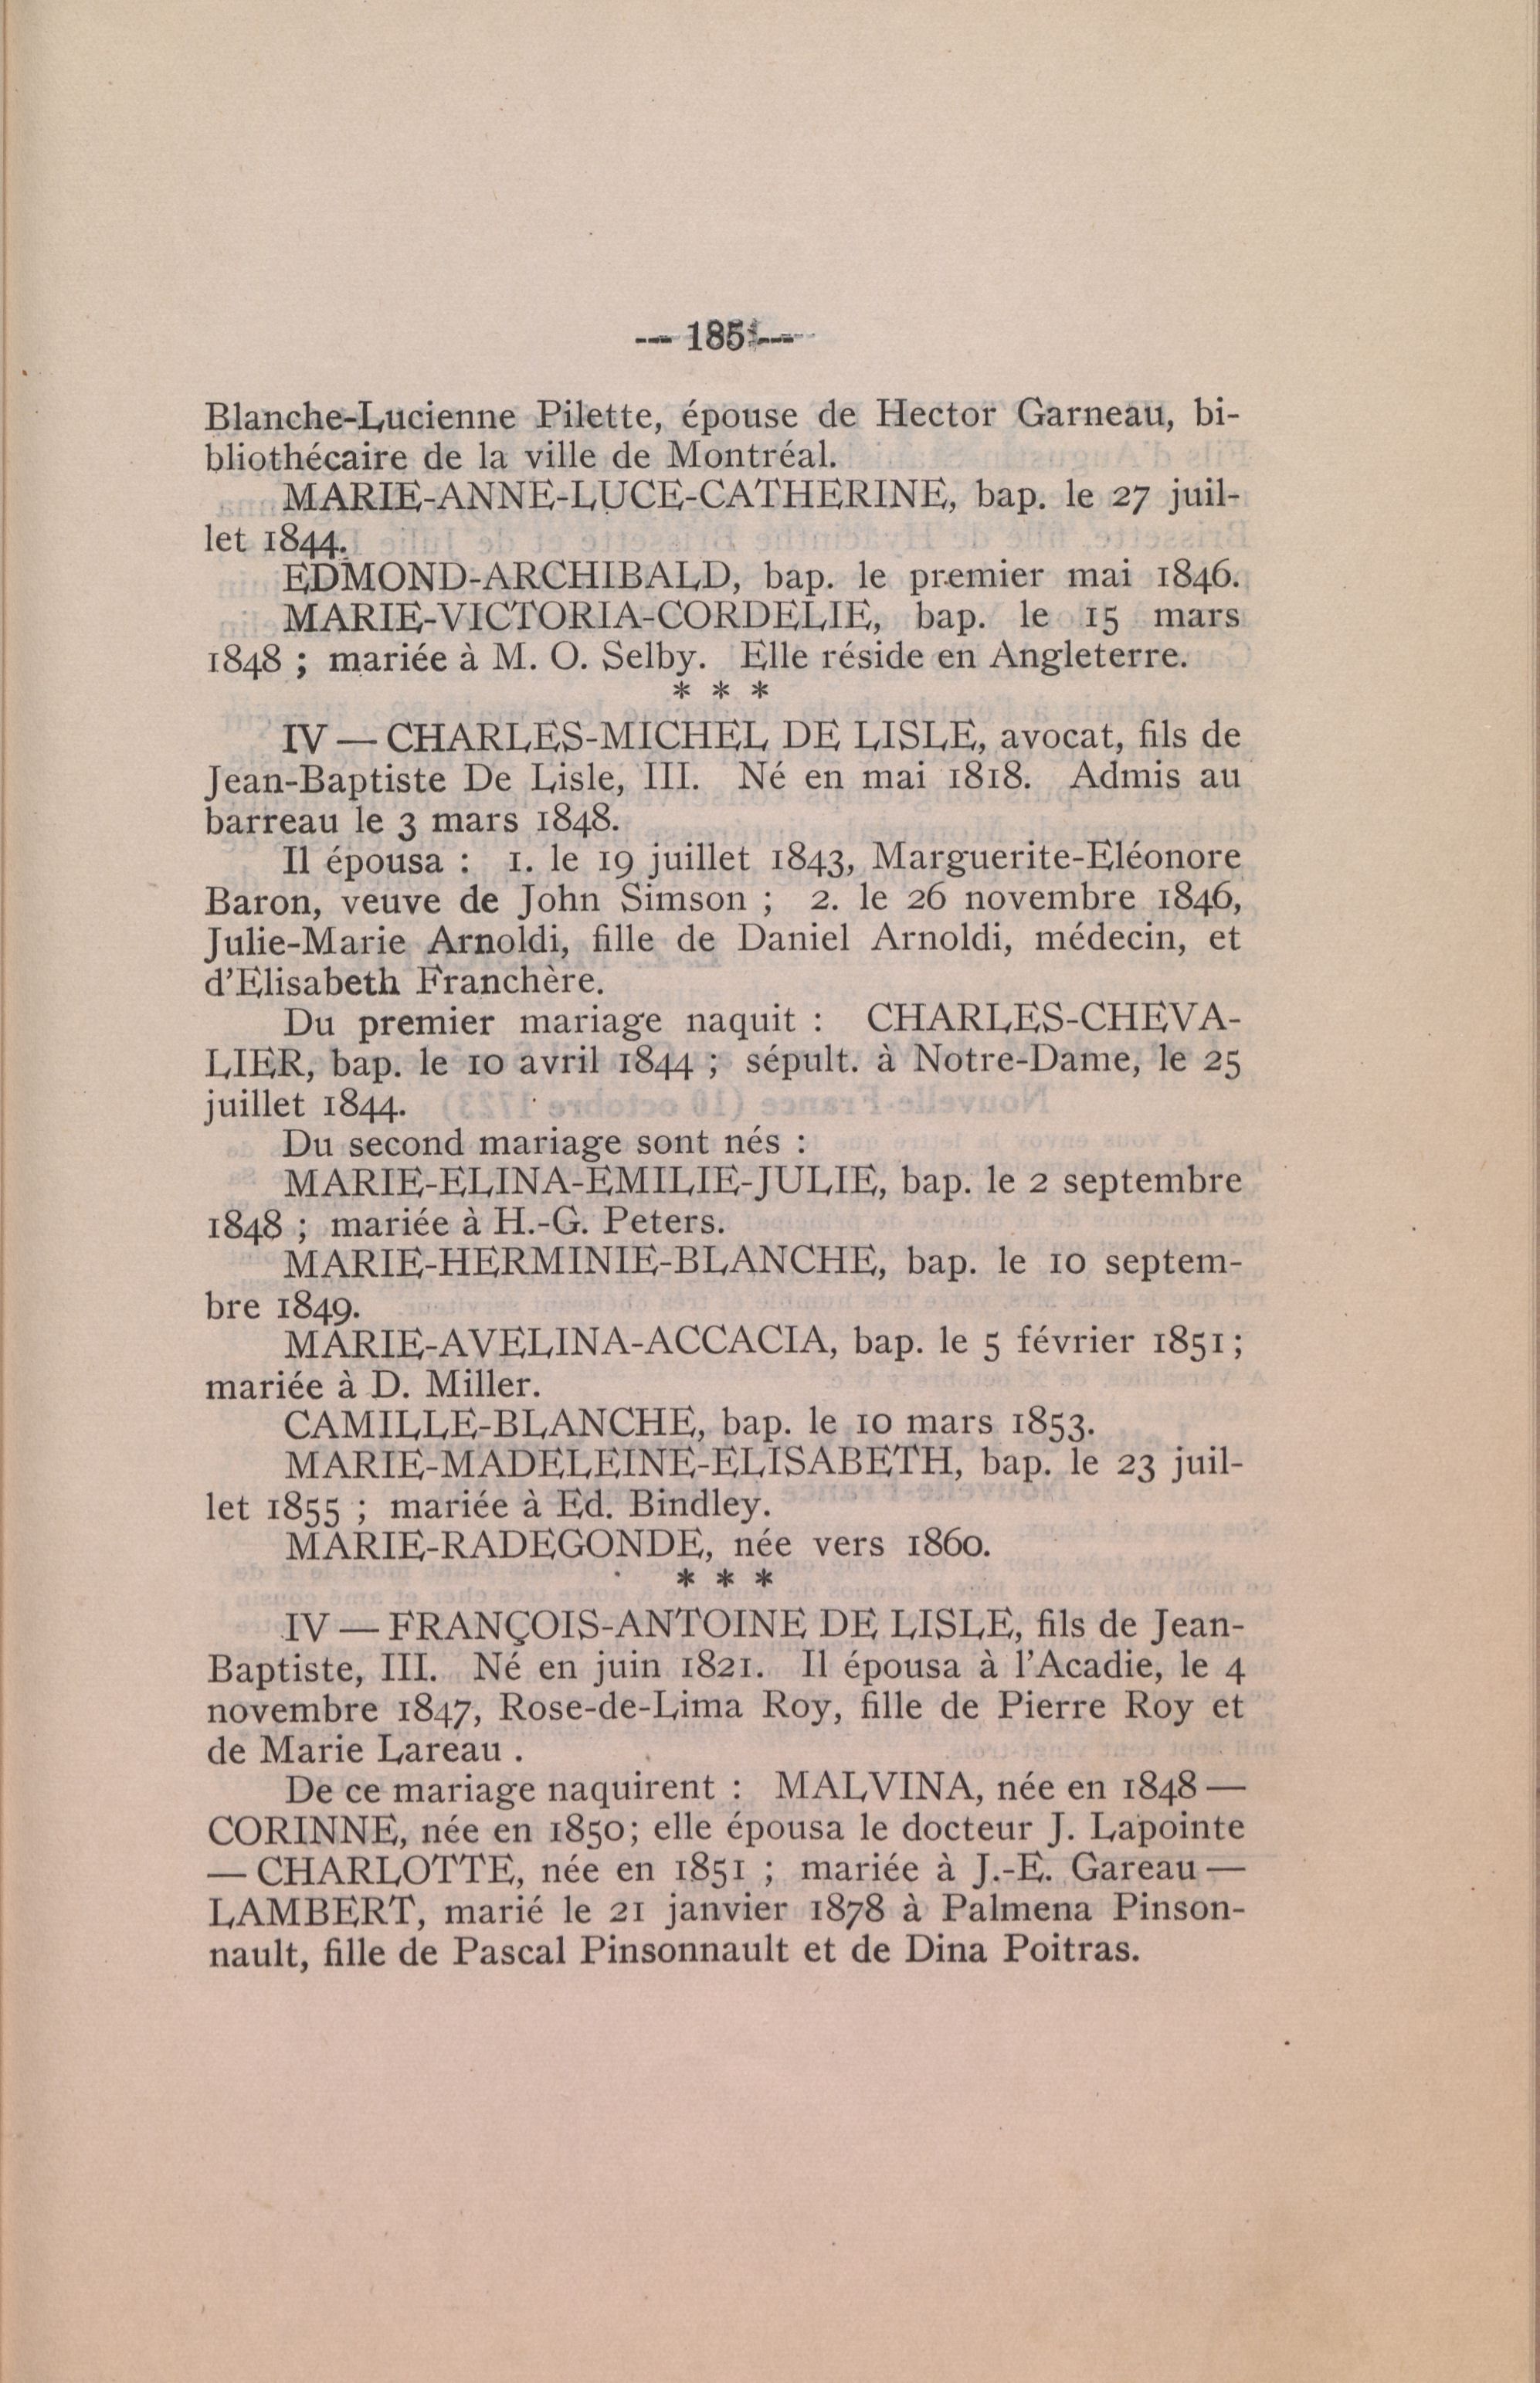 — 185 —
Blanche-Lucienne Pilette, épouse de Hector Garneau, bi-
bliothécaire de la ville de Montréal.
MARIE-ANNE-LUCE-CATHERINE, bap. le 27 juil-
let 1844.
EDMOND-ARCHIBALD, bap. le premier mai 1846.
MARIE-VICTORIA-CORDELIE, bap. le 15 mars
1848 ; mariée à M. O. Selby. Elle réside en Angleterre.
* * *
IV — CHARLES-MICHEL DE LISLE, avocat, fils de
Jean-Baptiste De Lisle, III. Né en mai 1818. Admis au
barreau le 3 mars 1848.
Il épousa : 1. le 19 juillet 1843, Marguerite-Eléonore
Baron, veuve de John Simson ; 2. le 26 novembre 1846,
Julie-Marie Arnoldi, fille de Daniel Arnoldi, médecin, et
d'Elisabeth Franchère.
Du premier mariage naquit : CHARLES-CHEVA-
LIER, bap. le 10 avril 1844 ; sépult. à Notre-Dame, le 25
juillet 1844.
Du second mariage sont nés :
MARIE-ELINA-EMILIE-JULIE, bap. le 2 septembre
1848 ; mariée à H.-G. Peters.
MARIE-HERMINIE-BLANCHE, bap. le 10 septem-
bre 1849.
MARIE-AVELINA-ACCACIA, bap. le 5 février 1851 ;
mariée à D. Miller.
CAMILLE-BLANCHE, bap. le 10 mars 1853.
MARIE-MADELEINE-ELISABETH, bap. le 23 juil-
let 1855 ; mariée à Ed. Bindley.
MARIE-RADEGONDE, née vers 1860.
* * *
IV — FRANÇOIS-ANTOINE DE LISLE, fils de Jean-
Baptiste, III. Né en juin 1821. Il épousa à l'Acadie, le 4
novembre 1847, Rose-de-Lima Roy, fille de Pierre Roy et
de Marie Lareau .
De ce mariage naquirent : MALVINA, née en 1848 —
CORINNE, née en 1850; elle épousa le docteur J. Lapointe
— CHARLOTTE, née en 1851 ; mariée à J.-E. Gareau —
LAMBERT, marié le 21 janvier 1878 à Palmena Pinson-
nault, fille de Pascal Pinsonnault et de Dina Poitras.